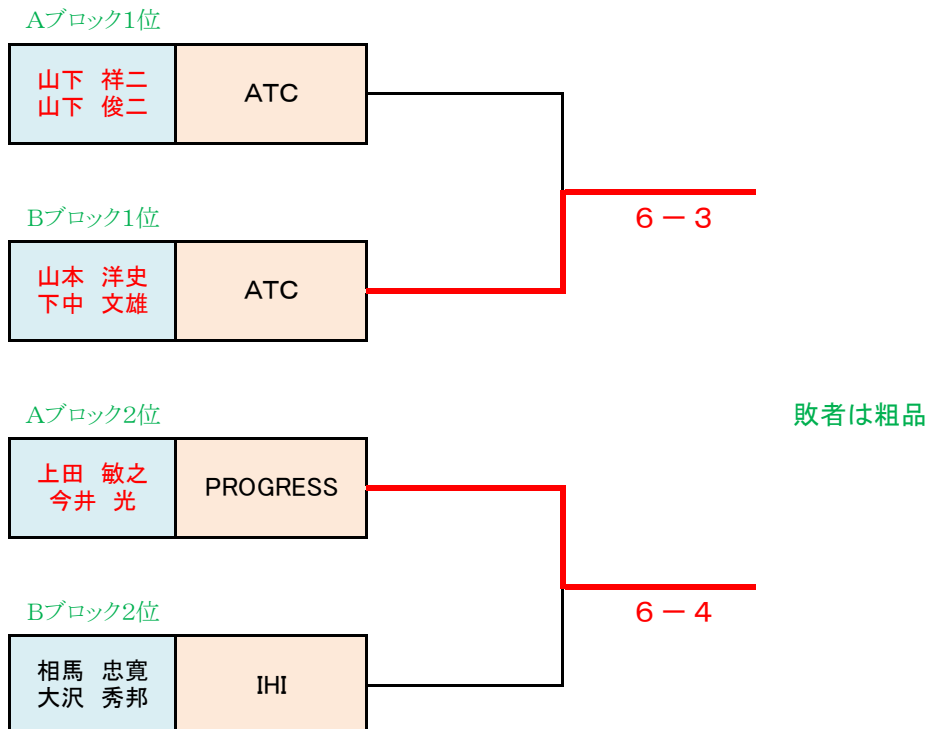 Aブロック1位
山下　祥二
山下　俊二
ATC
6－3
Bブロック1位
山本　洋史
下中　文雄
ATC
Aブロック2位
敗者は粗品
上田　敏之
今井　光
PROGRESS
6－4
Bブロック2位
相馬　忠寛
大沢　秀邦
IHI